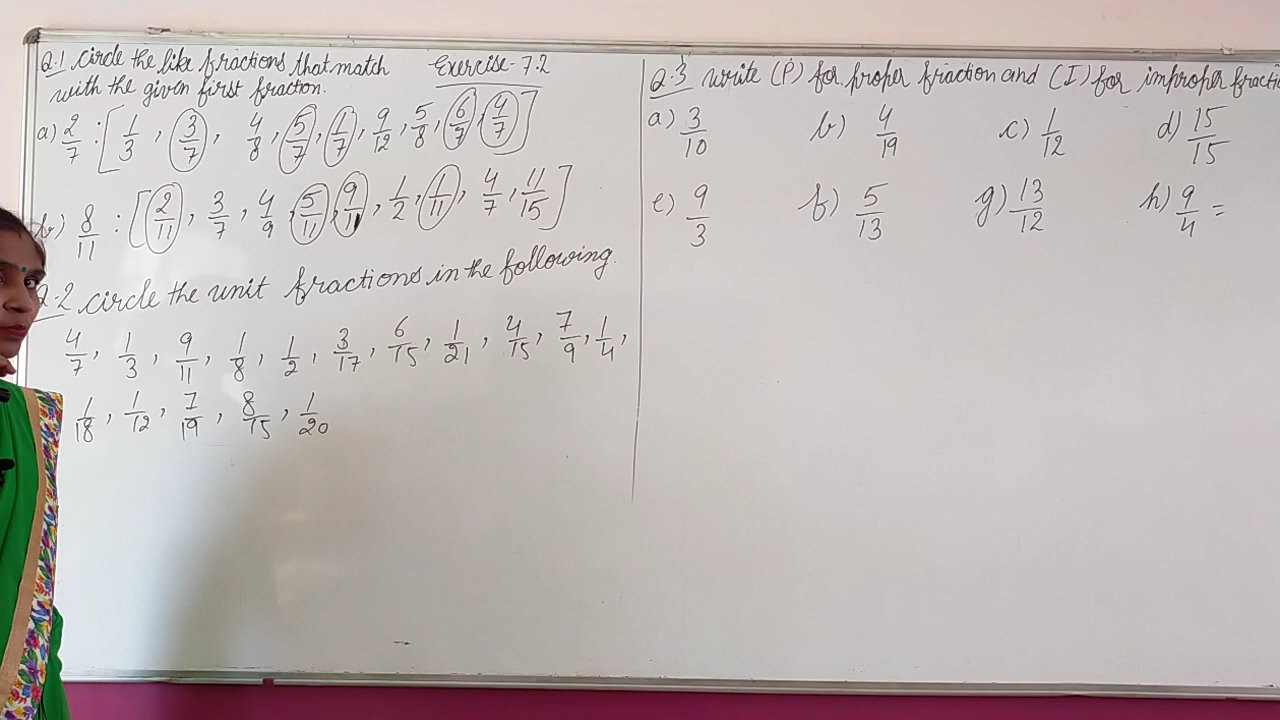 Q.1 Circle the like fractions that match Exercise-7.2
with the given first fraction.
a) 2/7 : [1/3, 3/7, 4/8, 5/7, 1/7, 9/12, 5/8, 6/7, 4/7]
b) 8/11 : [2/11, 3/7, 4/9, 5/11, 9/11, 1/2, 1/11, 4/7, 11/15]
Q.2 circle the unit fractions in the following.
4/7, 1/3, 9/11, 1/8, 1/2, 3/17, 6/15, 1/21, 4/15, 7/9, 1/4,
1/18, 1/12, 7/19, 8/15, 1/20
Q.3 write (P) for proper fraction and (I) for improper fractio
a) 3/10 b) 4/19 c) 1/12 d) 15/15
e) 9/3 f) 5/13 g) 13/12 h) 9/4 =